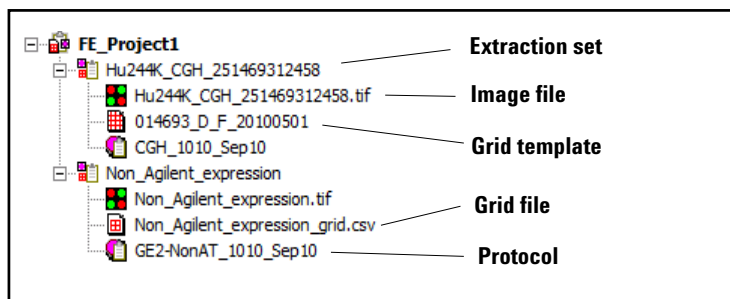 FE_Project1
Hu244K_CGH_251469312458
Extraction set
Hu244K_CGH_251469312458.tif
Image file
014693_D_F_20100501
Grid template
CGH_1010_Sep10
Non_Agilent_expression
Non_Agilent_expression.tif
Grid file
Non_Agilent_expression_grid.csv
GE2-NonAT_1010_Sep10
Protocol